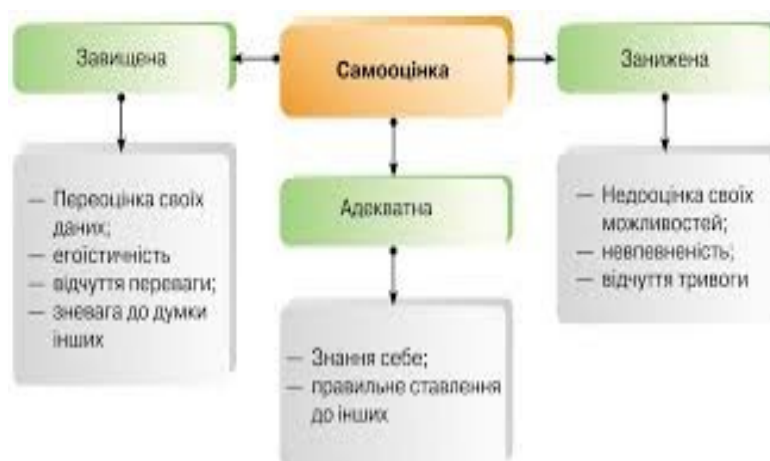 Самооцінка
Завищена
— Переоцінка своїх
даних;
— егоїстичність
— відчуття переваги;
— зневага до думки
інших
Адекватна
— Знання себе;
— правильне ставлення
до інших
Занижена
— Недооцінка своїх
можливостей;
— невпевненість;
— відчуття тривоги